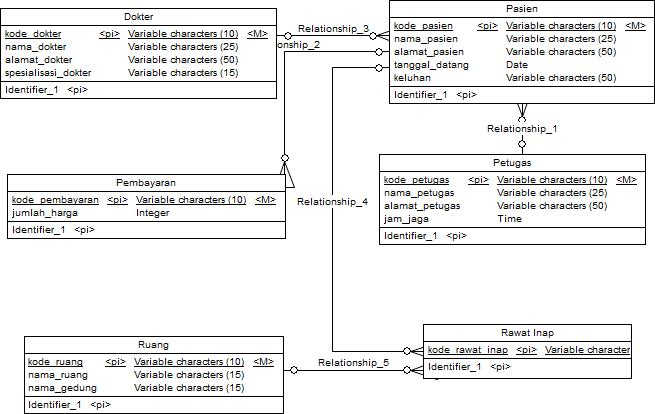 Dokter
kode_dokter <pi> Variable characters (10) <M>
nama_dokter Variable characters (25)
alamat_dokter Variable characters (50)
spesialisasi_dokter Variable characters (15)
Identifier_1 <pi>
Relationship_3
onship_2
Pasien
kode_pasien <pi> Variable characters (10) <M>
nama_pasien Variable characters (25)
alamat_pasien Variable characters (50)
tanggal_datang Date
keluhan Variable characters (50)
Identifier_1 <pi>
Relationship_1
Pembayaran
kode_pembayaran <pi> Variable characters (10) <M>
jumlah_harga Integer
Identifier_1 <pi>
Relationship_4
Petugas
kode_petugas <pi> Variable characters (10) <M>
nama_petugas Variable characters (25)
alamat_petugas Variable characters (50)
jam_jaga Time
Identifier_1 <pi>
Ruang
kode_ruang <pi> Variable characters (10) <M>
nama_ruang Variable characters (15)
nama_gedung Variable characters (15)
Identifier_1 <pi>
Relationship_5
Rawat Inap
kode_rawat_inap <pi> Variable character
Identifier_1 <pi>